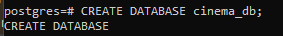 postgres=# CREATE DATABASE cinema_db;
CREATE DATABASE